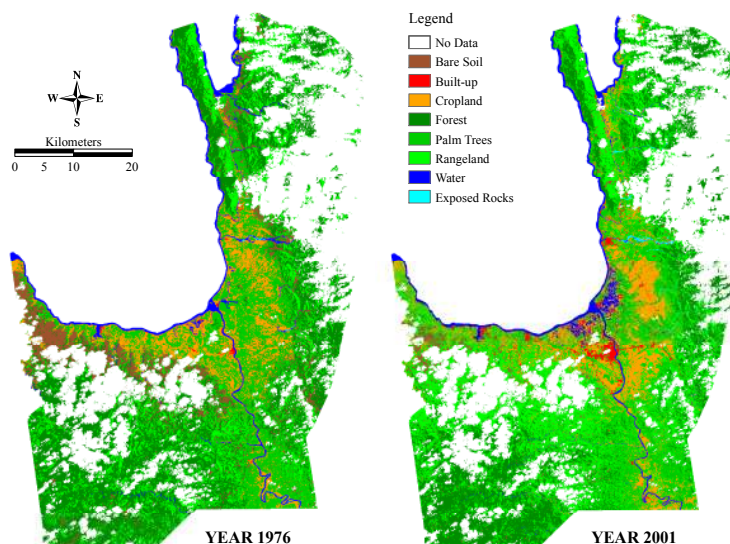 Legend
No Data
Bare Soil
Built-up
Cropland
Forest
Palm Trees
Rangeland
Water
Exposed Rocks
N
W E
S
Kilometers
0 5 10 20
YEAR 1976
YEAR 2001